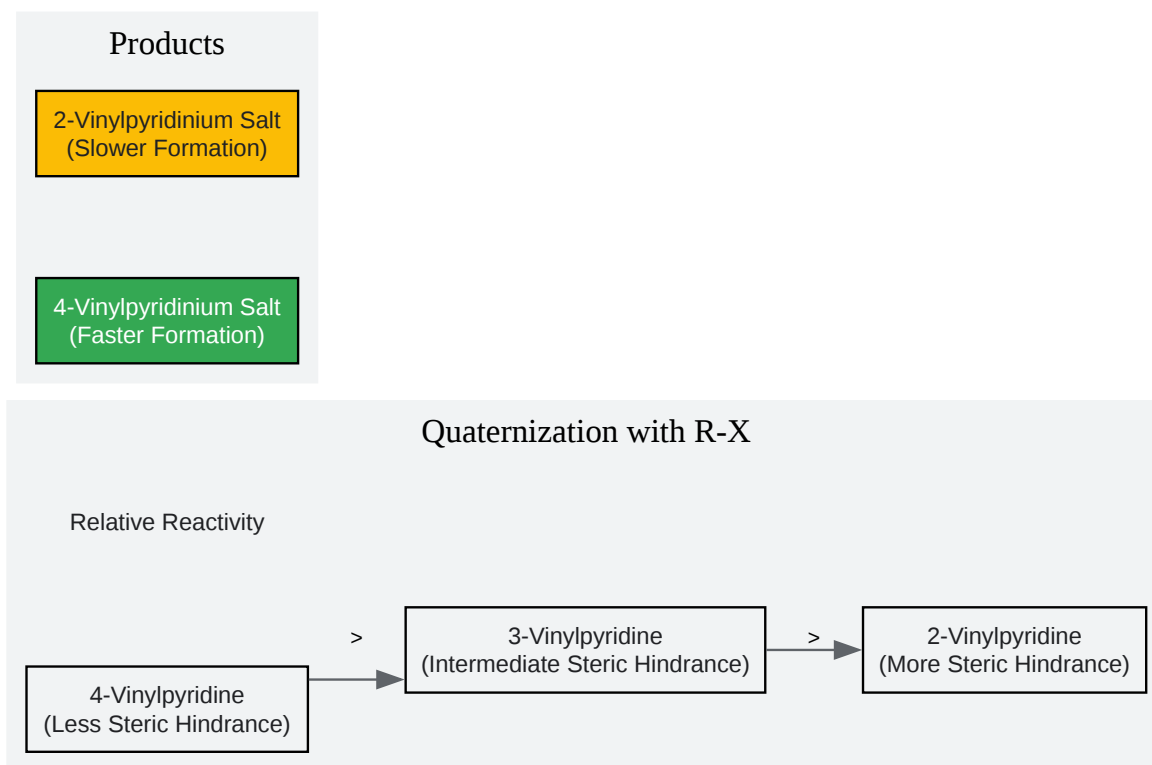 Products
2-Vinylpyridinium Salt
(Slower Formation)
4-Vinylpyridinium Salt
(Faster Formation)
Quaternization with R-X
Relative Reactivity
4-Vinylpyridine
(Less Steric Hindrance)
>
3-Vinylpyridine
(Intermediate Steric Hindrance)
>
2-Vinylpyridine
(More Steric Hindrance)